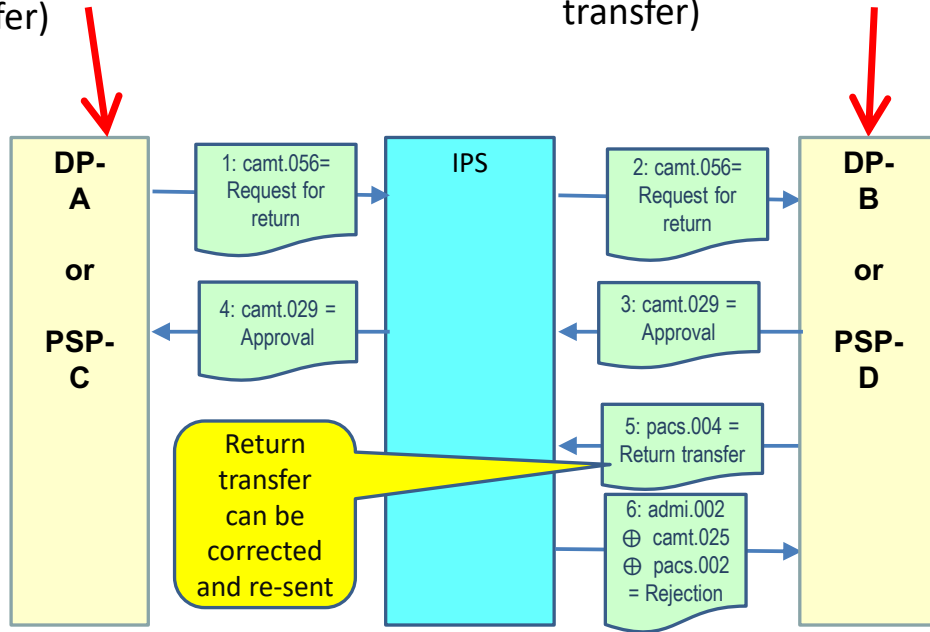 fer)
transfer)
DP-
A
or
PSP-
C
1: camt.056=
Request for
return
IPS
2: camt.056=
Request for
return
DP-
B
or
PSP-
D
4: camt.029 =
Approval
3: camt.029 =
Approval
Return
transfer
can be
corrected
and re-sent
5: pacs.004 =
Return transfer
6: admi.002
⊕ camt.025
⊕ pacs.002
= Rejection